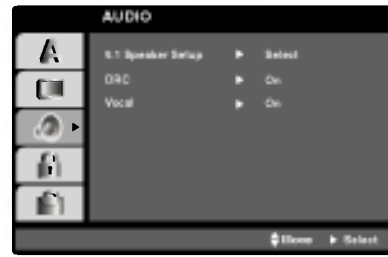 AUDIO
A
5.1 Speaker Setup ► Select
DRC ► On
Vocal ► On
Move ► Select